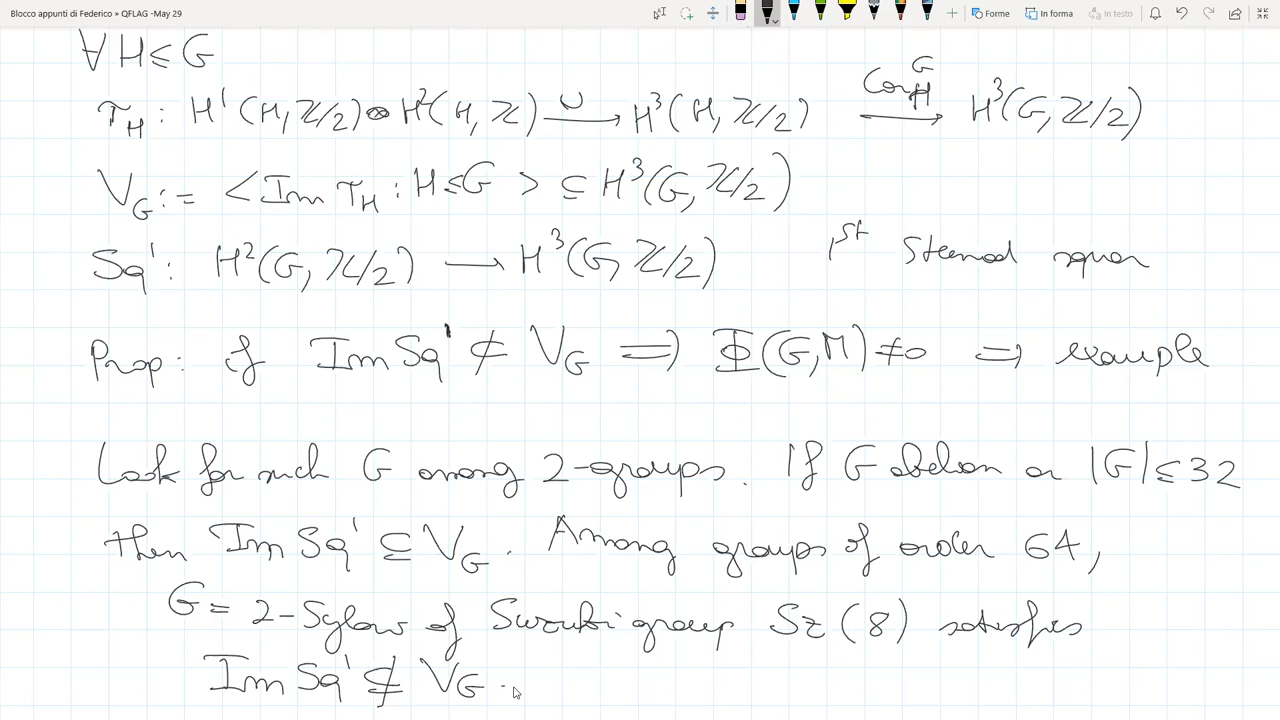 Blocco appunti di Federico » QFLAG -May 29
Forme In forma In testo
∀ H ≤ G
τ_H : H¹(H, ℤ/2) ⊗ H²(H, ℤ) —∪→ H³(H, ℤ/2) —Cor_H^G→ H³(G, ℤ/2)
V_G := < Im τ_H : H ≤ G > ⊆ H³(G, ℤ/2)
Sq¹ : H²(G, ℤ/2) → H³(G, ℤ/2) 1st Steenrod square
Prop: if Im Sq¹ ⊄ V_G ⟹ Φ(G,M) ≠ 0 ⟹ example
Look for such G among 2-groups. If G abelian or |G| ≤ 32
then Im Sq¹ ⊆ V_G. Among groups of order 64,
G = 2-Sylow of Suzuki group Sz(8) satisfies
Im Sq¹ ⊄ V_G.